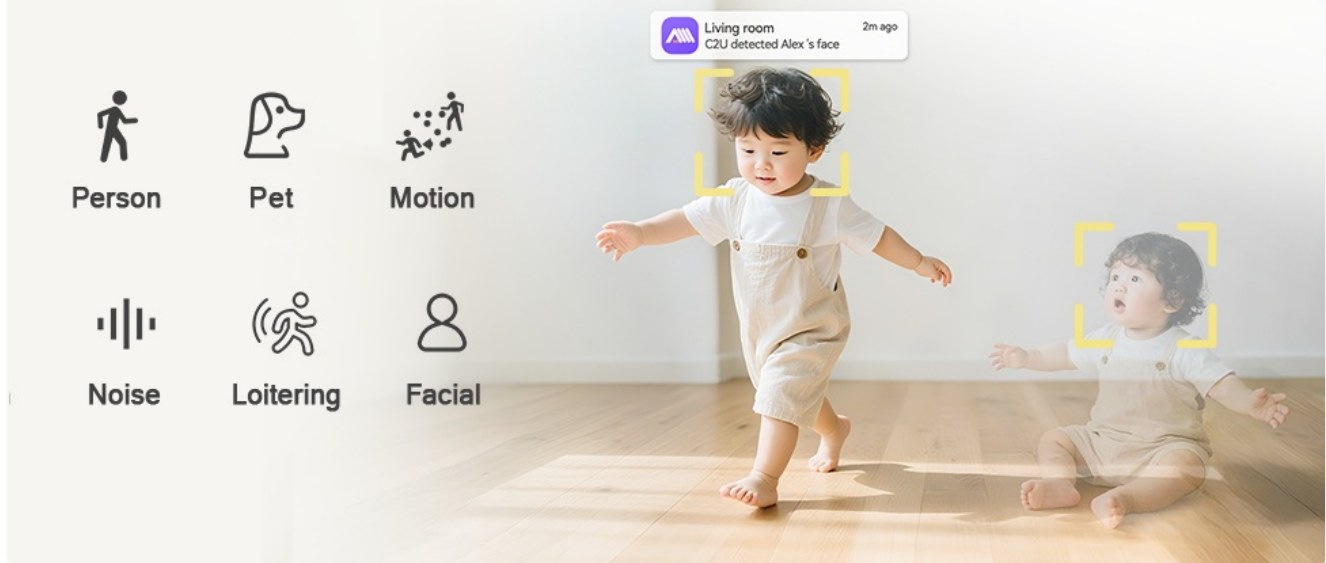 Living room
2m ago
C2U detected Alex 's face
Person
Pet
Motion
Noise
Loitering
Facial